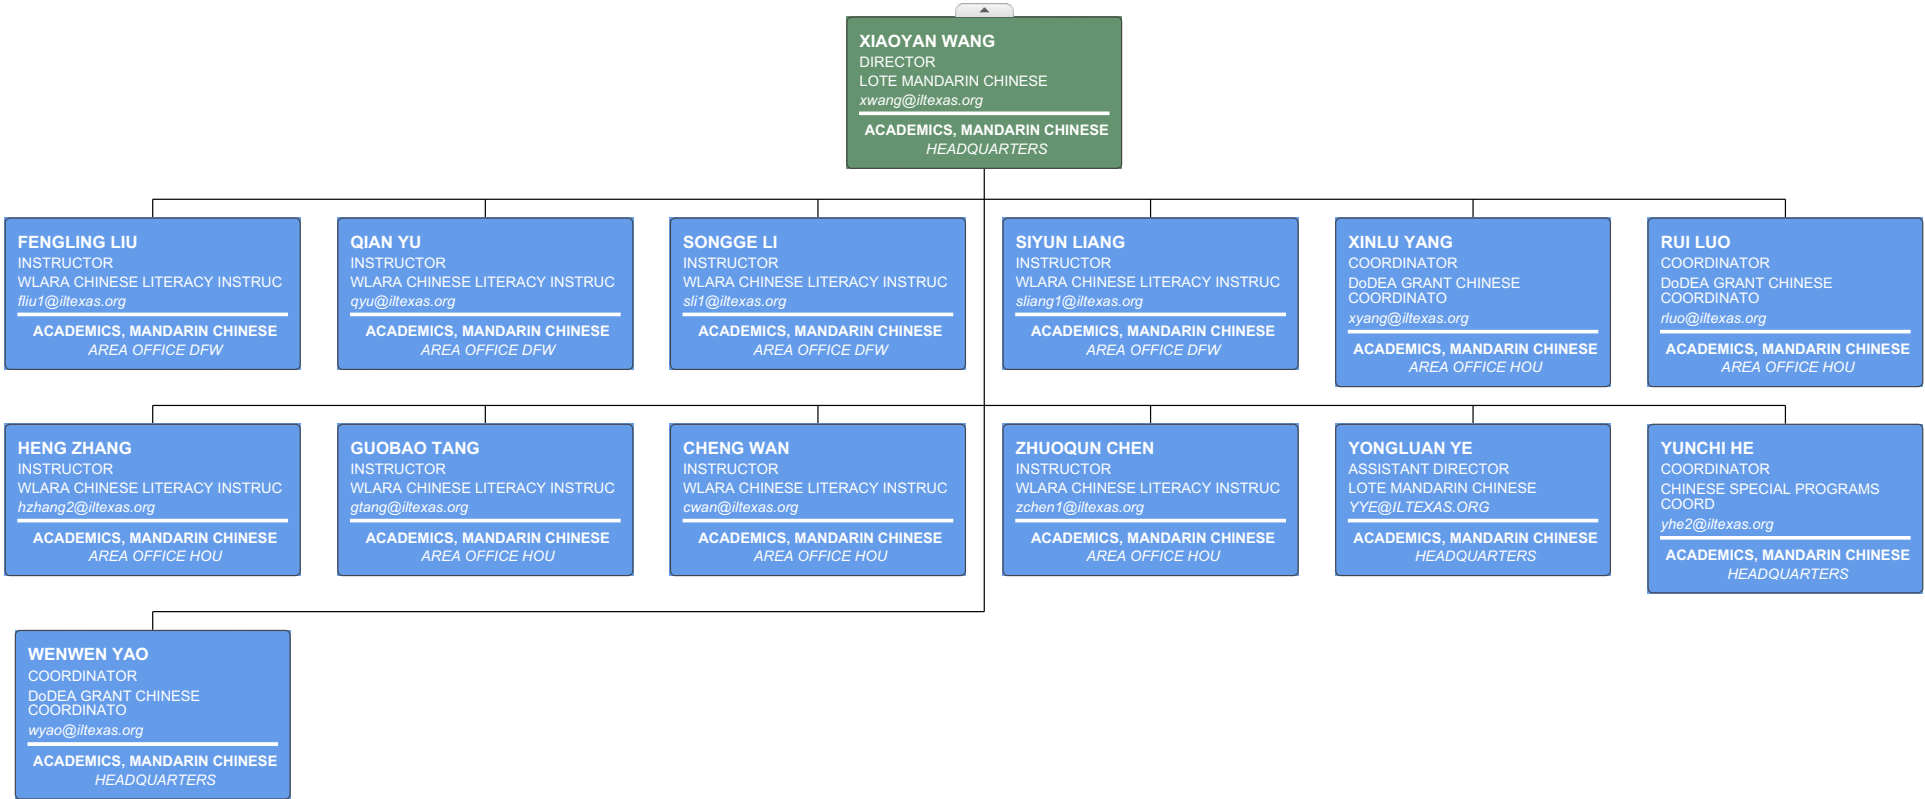 XIAOYAN WANG
DIRECTOR
LOTE MANDARIN CHINESE
xwang@iltexas.org
ACADEMICS, MANDARIN CHINESE
HEADQUARTERS
FENGLING LIU
INSTRUCTOR
WLARA CHINESE LITERACY INSTRUC
fliu1@iltexas.org
ACADEMICS, MANDARIN CHINESE
AREA OFFICE DFW
QIAN YU
INSTRUCTOR
WLARA CHINESE LITERACY INSTRUC
qyu@iltexas.org
ACADEMICS, MANDARIN CHINESE
AREA OFFICE DFW
SONGGE LI
INSTRUCTOR
WLARA CHINESE LITERACY INSTRUC
sli1@iltexas.org
ACADEMICS, MANDARIN CHINESE
AREA OFFICE DFW
SIYUN LIANG
INSTRUCTOR
WLARA CHINESE LITERACY INSTRUC
sliang1@iltexas.org
ACADEMICS, MANDARIN CHINESE
AREA OFFICE DFW
XINLU YANG
COORDINATOR
DoDEA GRANT CHINESE
COORDINATO
xyang@iltexas.org
ACADEMICS, MANDARIN CHINESE
AREA OFFICE HOU
RUI LUO
COORDINATOR
DoDEA GRANT CHINESE
COORDINATO
rluo@iltexas.org
ACADEMICS, MANDARIN CHINESE
AREA OFFICE HOU
HENG ZHANG
INSTRUCTOR
WLARA CHINESE LITERACY INSTRUC
hzhang2@iltexas.org
ACADEMICS, MANDARIN CHINESE
AREA OFFICE HOU
GUOBAO TANG
INSTRUCTOR
WLARA CHINESE LITERACY INSTRUC
gtang@iltexas.org
ACADEMICS, MANDARIN CHINESE
AREA OFFICE HOU
CHENG WAN
INSTRUCTOR
WLARA CHINESE LITERACY INSTRUC
cwan@iltexas.org
ACADEMICS, MANDARIN CHINESE
AREA OFFICE HOU
ZHUOQUN CHEN
INSTRUCTOR
WLARA CHINESE LITERACY INSTRUC
zchen1@iltexas.org
ACADEMICS, MANDARIN CHINESE
AREA OFFICE HOU
YONGLUAN YE
ASSISTANT DIRECTOR
LOTE MANDARIN CHINESE
YYE@ILTEXAS.ORG
ACADEMICS, MANDARIN CHINESE
HEADQUARTERS
YUNCHI HE
COORDINATOR
CHINESE SPECIAL PROGRAMS
COORD
yhe2@iltexas.org
ACADEMICS, MANDARIN CHINESE
HEADQUARTERS
WENWEN YAO
COORDINATOR
DoDEA GRANT CHINESE
COORDINATO
wyao@iltexas.org
ACADEMICS, MANDARIN CHINESE
HEADQUARTERS